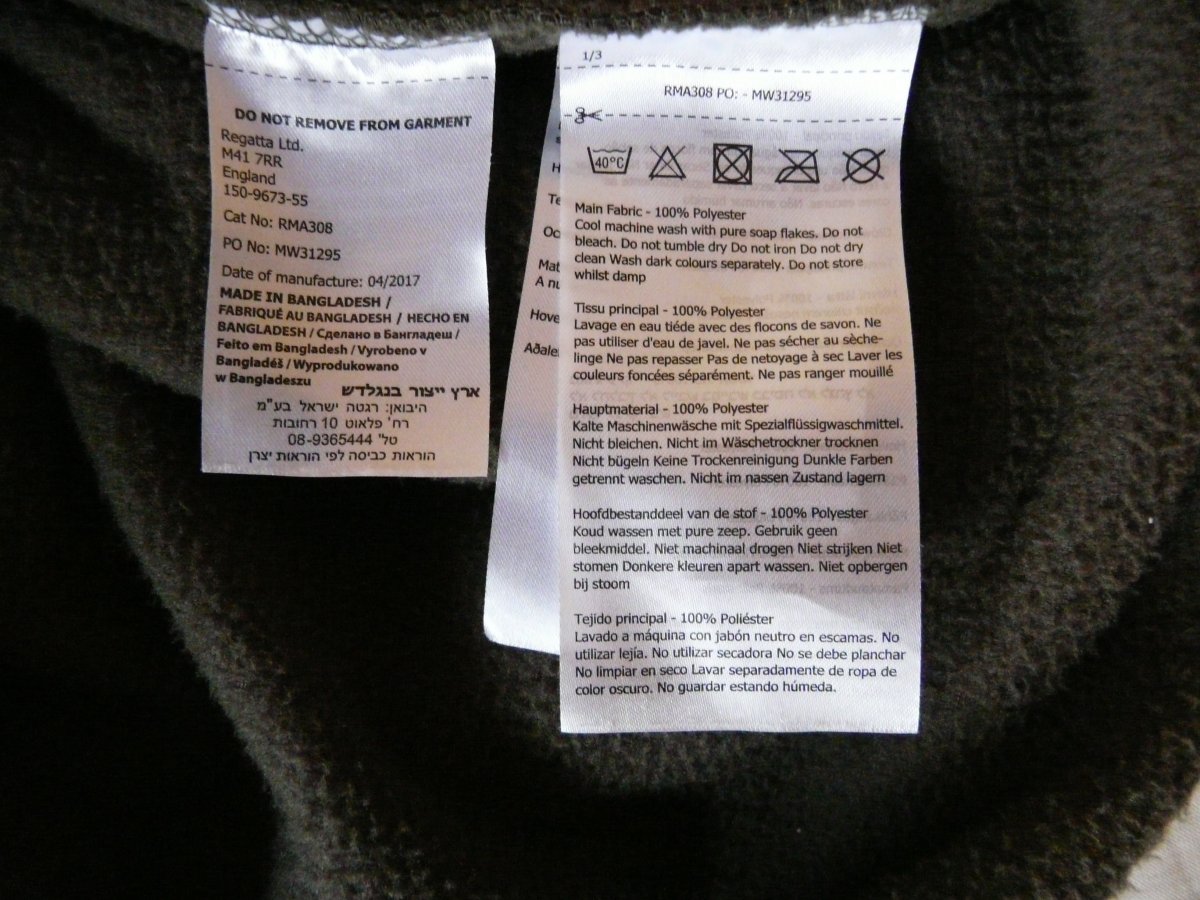 DO NOT REMOVE FROM GARMENT
Regatta Ltd.
M41 7RR
England
150-9673-55
Cat No: RMA308
PO No: MW31295
Date of manufacture: 04/2017
MADE IN BANGLADESH /
FABRIQUÉ AU BANGLADESH / HECHO EN
BANGLADESH / Сделано в Бангладеш /
Feito em Bangladesh / Vyrobeno v
Bangladéš / Wyprodukowano
w Bangladeszu
ארץ ייצור בנגלדש
היבואן: רגטה ישראל בע"מ
רח' פלאוט 10 רחובות
טל' 08-9365444
הוראות כביסה לפי הוראות יצרן
H
Te
Oc
Mat
A nu
Hove
Aðale
1/3
RMA308 PO: - MW31295
40°C
Main Fabric - 100% Polyester
Cool machine wash with pure soap flakes. Do not
bleach. Do not tumble dry Do not iron Do not dry
clean Wash dark colours separately. Do not store
whilst damp
Tissu principal - 100% Polyester
Lavage en eau tiéde avec des flocons de savon. Ne
pas utiliser d'eau de javel. Ne pas sécher au sèche-
linge Ne pas repasser Pas de netoyage à sec Laver les
couleurs foncées séparément. Ne pas ranger mouillé
Hauptmaterial - 100% Polyester
Kalte Maschinenwäsche mit Spezialflüssigwaschmittel.
Nicht bleichen. Nicht im Wäschetrockner trocknen
Nicht bügeln Keine Trockenreinigung Dunkle Farben
getrennt waschen. Nicht im nassen Zustand lagern
Hoofdbestanddeel van de stof - 100% Polyester
Koud wassen met pure zeep. Gebruik geen
bleekmiddel. Niet machinaal drogen Niet strijken Niet
stomen Donkere kleuren apart wassen. Niet opbergen
bij stoom
Tejido principal - 100% Poliéster
Lavado a máquina con jabón neutro en escamas. No
utilizar lejía. No utilizar secadora No se debe planchar
No limpiar en seco Lavar separadamente de ropa de
color oscuro. No guardar estando húmeda.